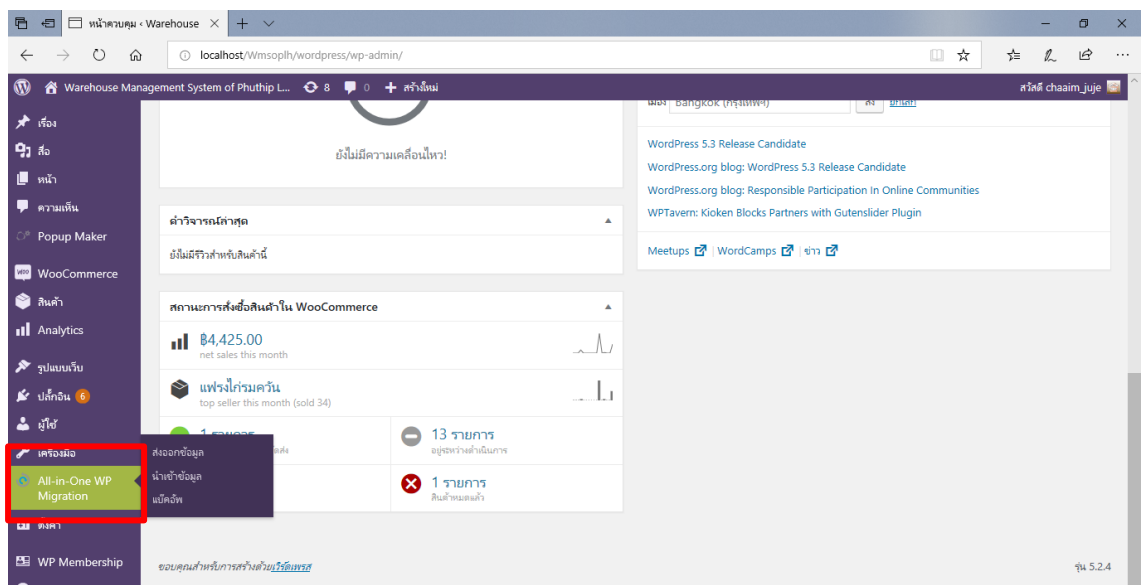 หน้าควบคุม ‹ Warehouse
localhost/Wmsoplh/wordpress/wp-admin/
Warehouse Management System of Phuthip L... 8 0 + สร้างใหม่
สวัสดี chaaim_juje
เรื่อง
สื่อ
หน้า
ความเห็น
Popup Maker
WooCommerce
สินค้า
Analytics
รูปแบบเว็บ
ปลั๊กอิน 6
ผู้ใช้
เครื่องมือ
All-in-One WP
Migration
ส่งออกข้อมูล
นำเข้าข้อมูล
แบ๊คอัพ
WP Membership
ยังไม่มีความเคลื่อนไหว!
คำวิจารณ์ล่าสุด
ยังไม่มีรีวิวสำหรับสินค้านี้
สถานะการสั่งซื้อสินค้าใน WooCommerce
฿4,425.00
net sales this month
แฟรงไก่รมควัน
top seller this month (sold 34)
13 รายการ
อยู่ระหว่างดำเนินการ
1 รายการ
สินค้าหมดแล้ว
Bangkok (กรุงเทพฯ)
WordPress 5.3 Release Candidate
WordPress.org blog: WordPress 5.3 Release Candidate
WordPress.org blog: Responsible Participation In Online Communities
WPTavern: Kioken Blocks Partners with Gutenslider Plugin
Meetups | WordCamps | ข่าว
ขอบคุณสำหรับการสร้างด้วยเวิร์ดเพรส
รุ่น 5.2.4